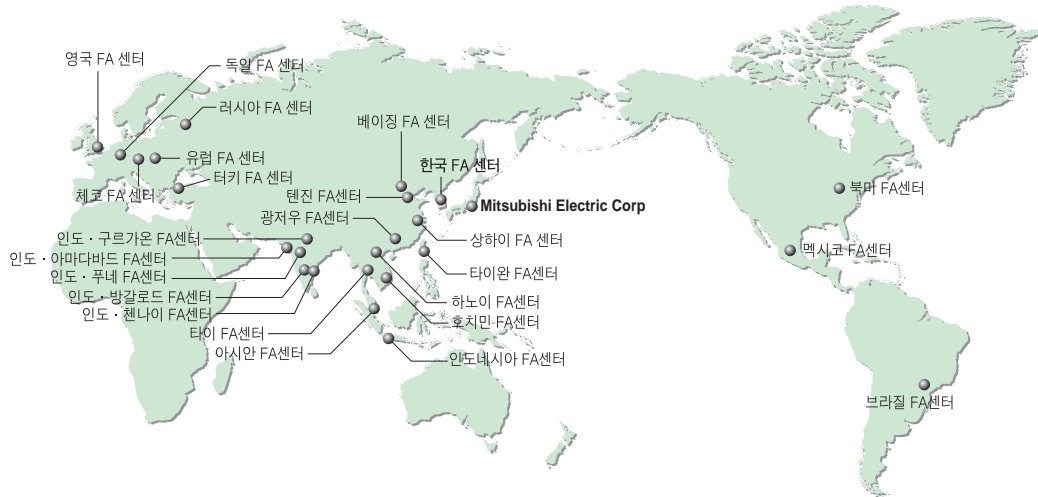 영국 FA 센터
독일 FA 센터
러시아 FA 센터
베이징 FA 센터
유럽 FA 센터
한국 FA 센터
터키 FA 센터
체코 FA 센터
텐진 FA센터
북미 FA센터
Mitsubishi Electric Corp
광저우 FA센터
인도・구르가온 FA센터
상하이 FA 센터
멕시코 FA센터
인도・아마다바드 FA센터
인도・푸네 FA센터
타이완 FA센터
인도・방갈로드 FA센터
하노이 FA센터
인도・첸나이 FA센터
호치민 FA센터
타이 FA센터
아시안 FA센터
인도네시아 FA센터
브라질 FA센터